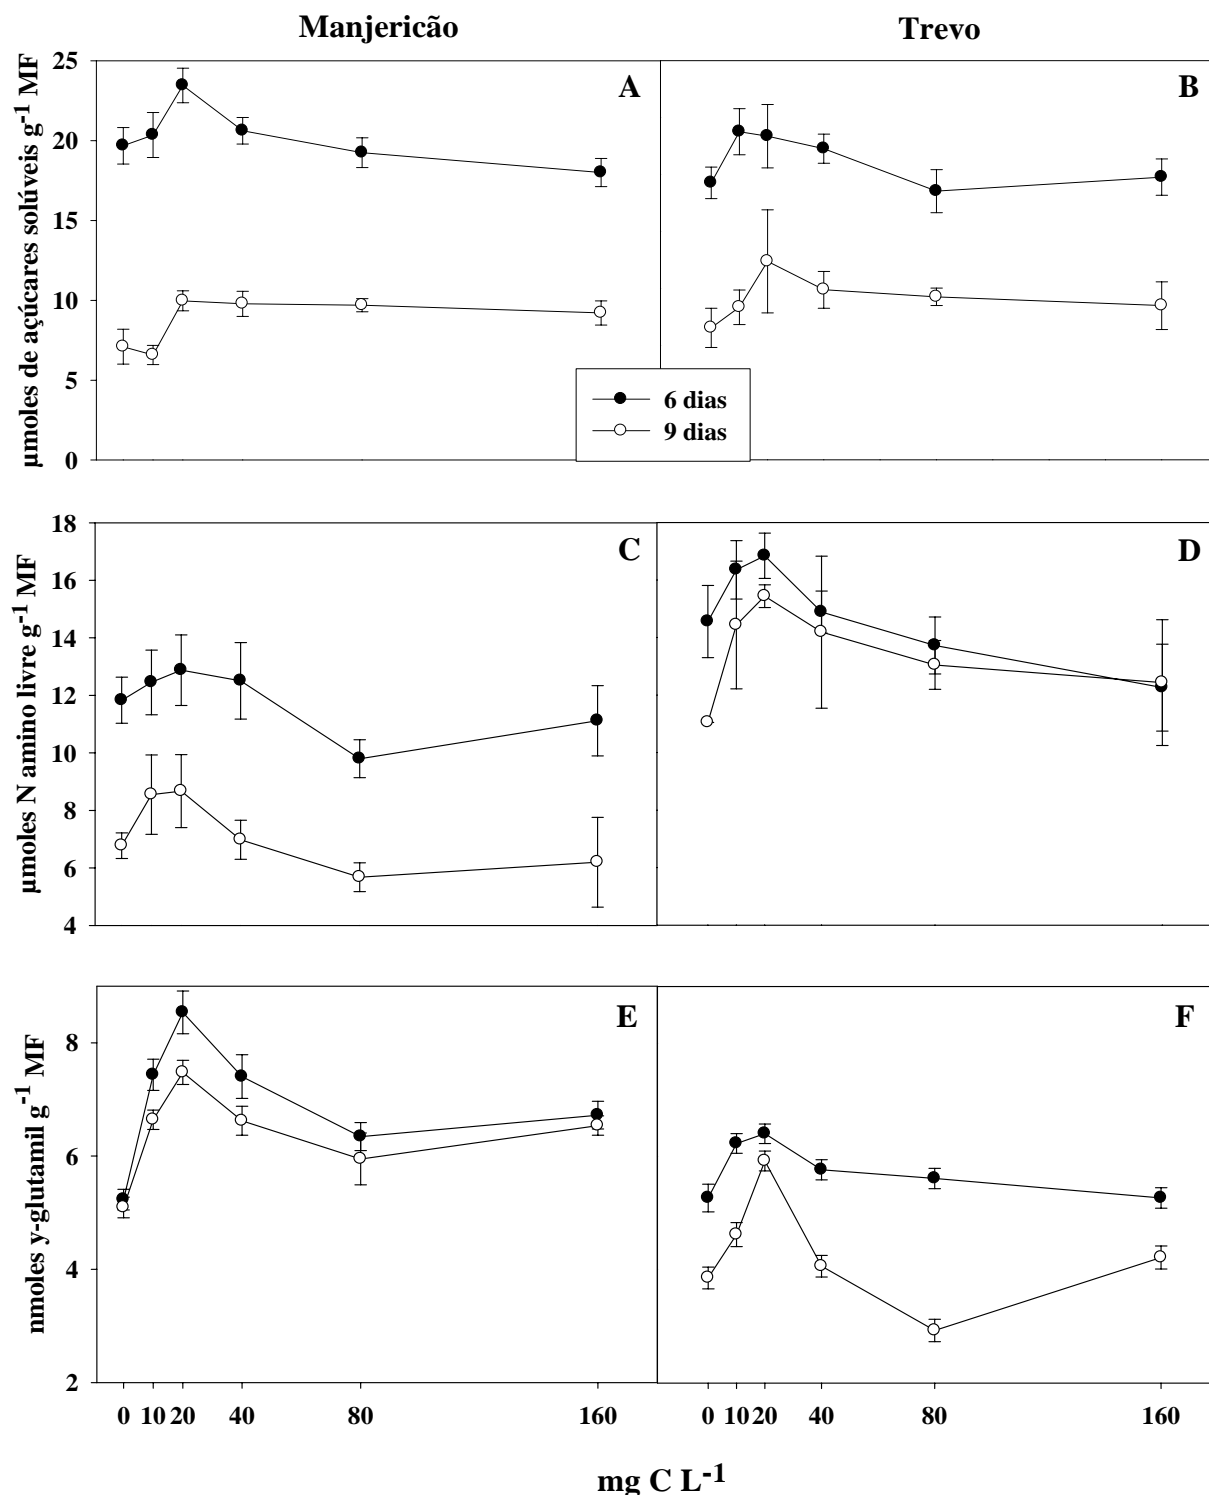 Manjericão
Trevo
µmoles de açúcares solúveis g-1 MF
25
20
15
10
5
0
A
B
6 dias
9 dias
µmoles N amino livre g-1 MF
18
16
14
12
10
8
6
4
C
D
nmoles y-glutamil g-1 MF
8
6
4
2
E
F
0 10 20 40 80 160
0 10 20 40 80 160
mg C L-1